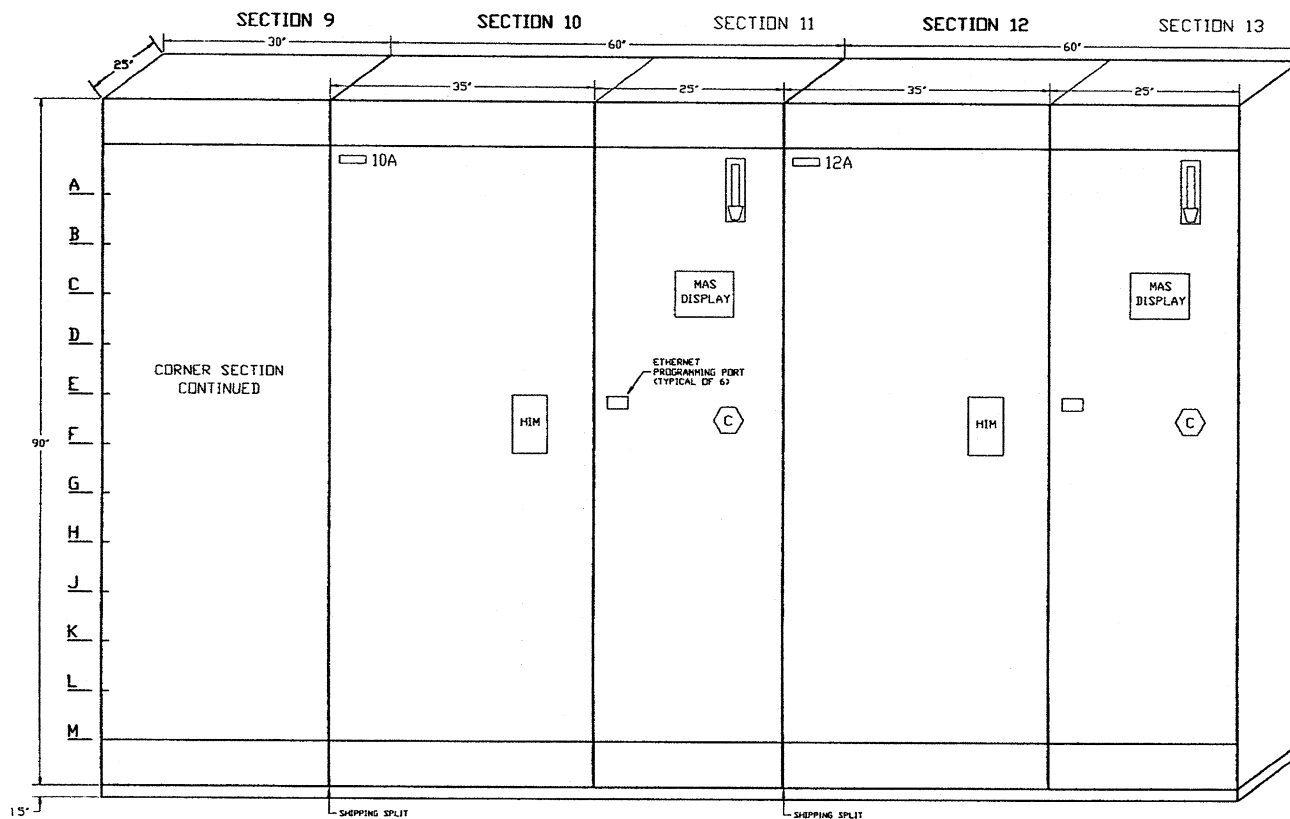 SECTION 9
SECTION 10
SECTION 11
SECTION 12
SECTION 13
30"
60"
60"
25"
35"
25"
35"
25"
10A
12A
A
B
C
D
E
F
G
H
J
K
L
M
MAS
DISPLAY
MAS
DISPLAY
CORNER SECTION
CONTINUED
ETHERNET
PROGRAMMING PORT
(TYPICAL OF 6)
HIM
C
HIM
C
90"
1.5"
SHIPPING SPLIT
SHIPPING SPLIT